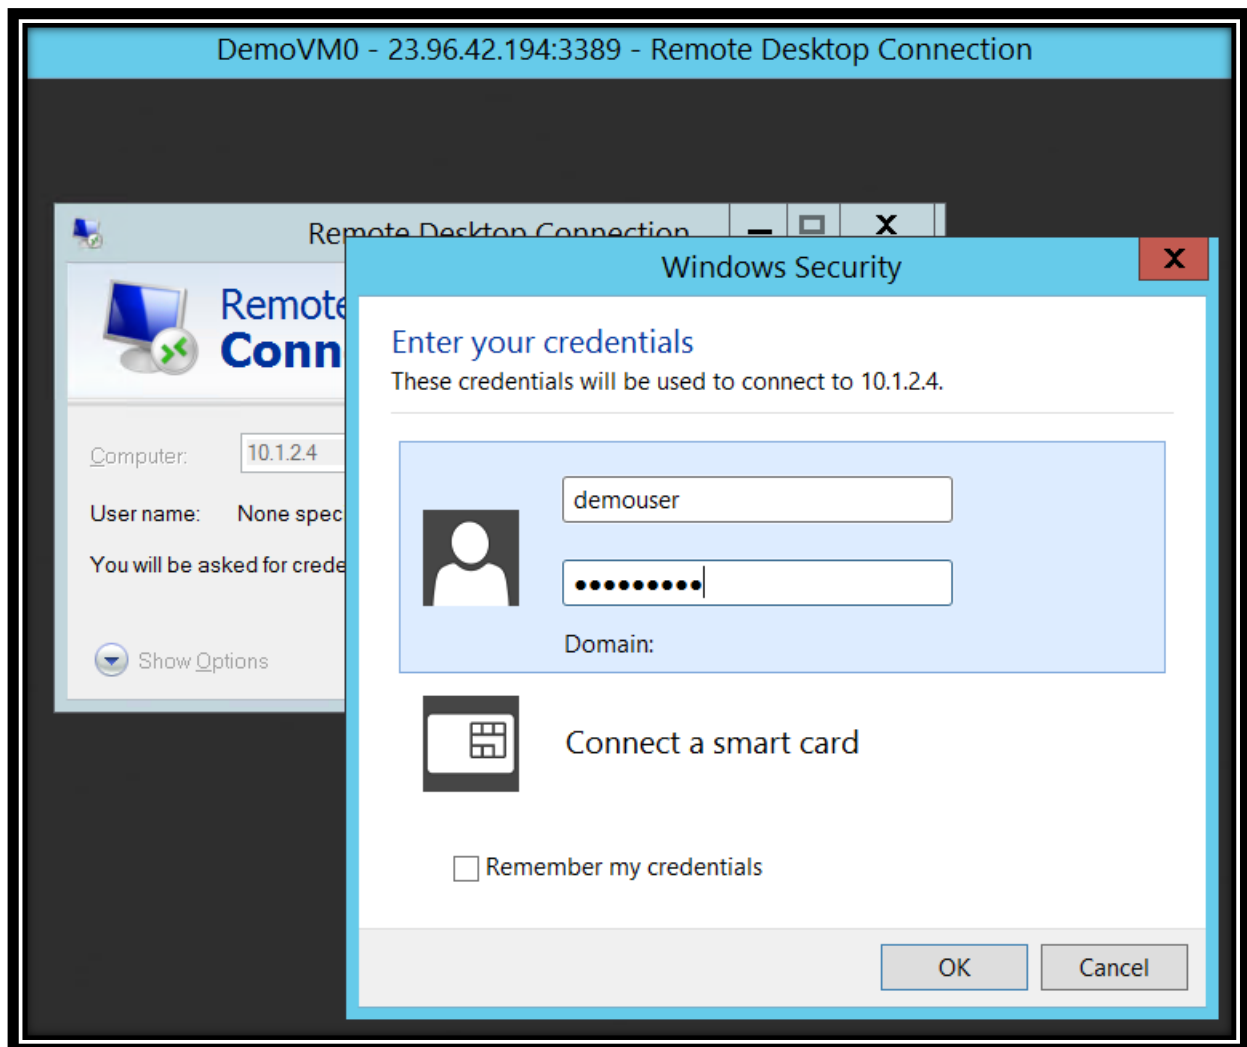 DemoVM0 - 23.96.42.194:3389 - Remote Desktop Connection
Remote Desktop Connection
Windows Security
Remote
Conn
Enter your credentials
These credentials will be used to connect to 10.1.2.4.
Computer:
10.1.2.4
User name:
None spec
You will be asked for crede
Show Options
demouser
•••••••••
Domain:
Connect a smart card
Remember my credentials
OK
Cancel